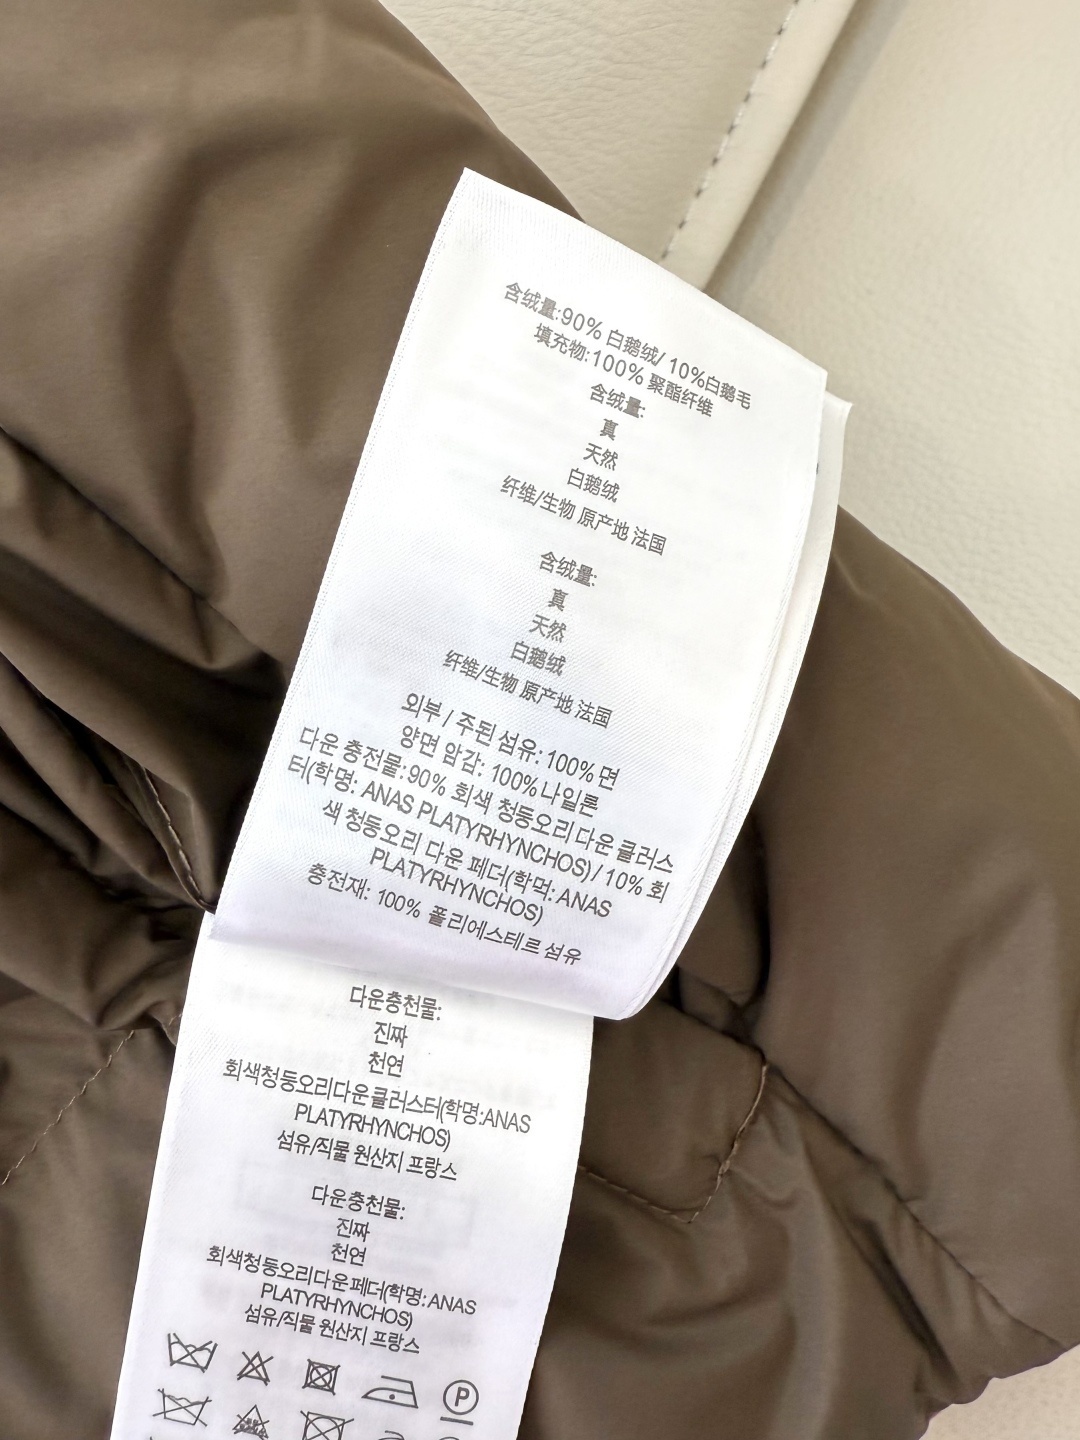 含绒量:90% 白鹅绒/ 10%白鹅毛
填充物:100% 聚酯纤维
含绒量:
真
天然
白鹅绒
纤维/生物 原产地 法国
含绒量:
真
天然
白鹅绒
纤维/生物 原产地 法国
외부 / 주된 섬유: 100% 면
양면 암감: 100%나일론
다운 충전물:90% 회색 청둥오리 다운 클러스
터(학명: ANAS PLATYRHYNCHOS) / 10% 회
색 청둥오리 다운 페더(학먹: ANAS
PLATYRHYNCHOS)
충전재: 100% 폴리에스테르 섬유
다운충천물:
진짜
천연
회색청둥오리다운클러스터(학명:ANAS
PLATYRHYNCHOS)
섬유/직물 원산지 프랑스
다운충천물:
진짜
천연
회색청둥오리다운페더(학명:ANAS
PLATYRHYNCHOS)
섬유/직물 원산지 프랑스
P